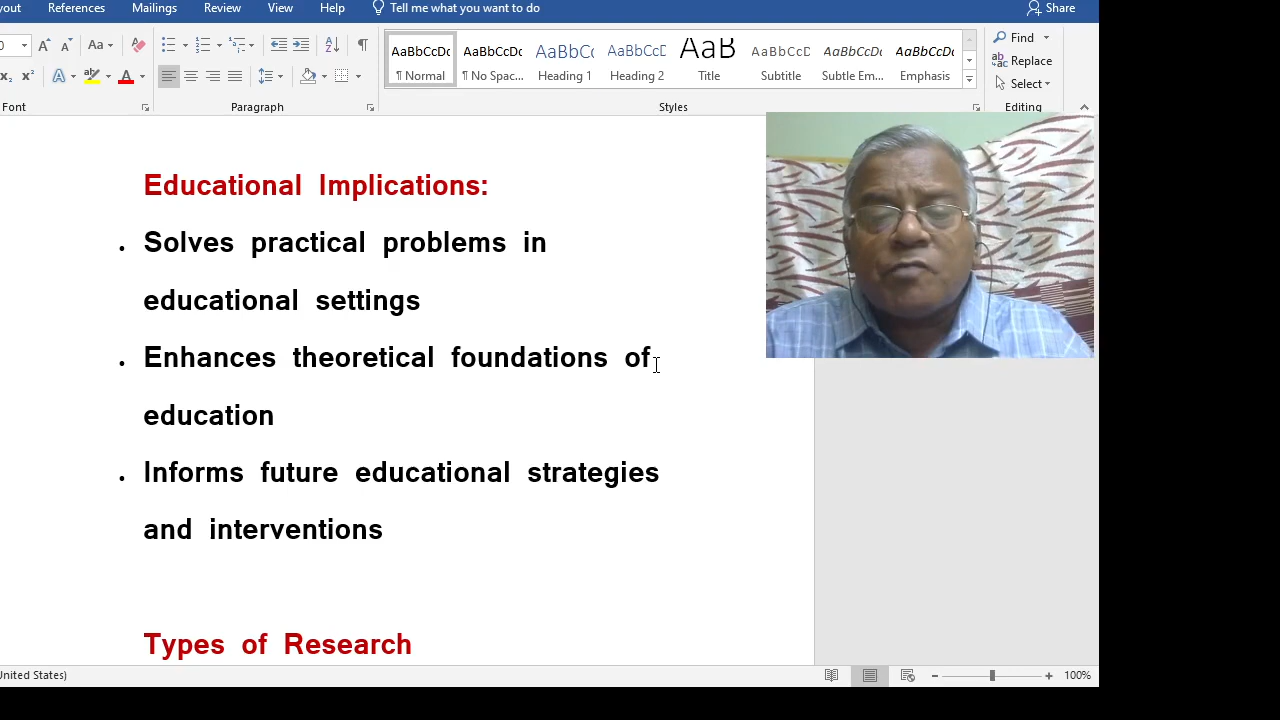 yout References Mailings Review View Help Tell me what you want to do Share
Aa
AaBbCcDc AaBbCcDc AaBbCc AaBbCcD AaB AaBbCcD AaBbCcDc AaBbCcDc
¶ Normal ¶ No Spac... Heading 1 Heading 2 Title Subtitle Subtle Em... Emphasis
Find
Replace
Select
Font Paragraph Styles Editing
Educational Implications:
• Solves practical problems in
educational settings
• Enhances theoretical foundations of
education
• Informs future educational strategies
and interventions
Types of Research
United States) 100%